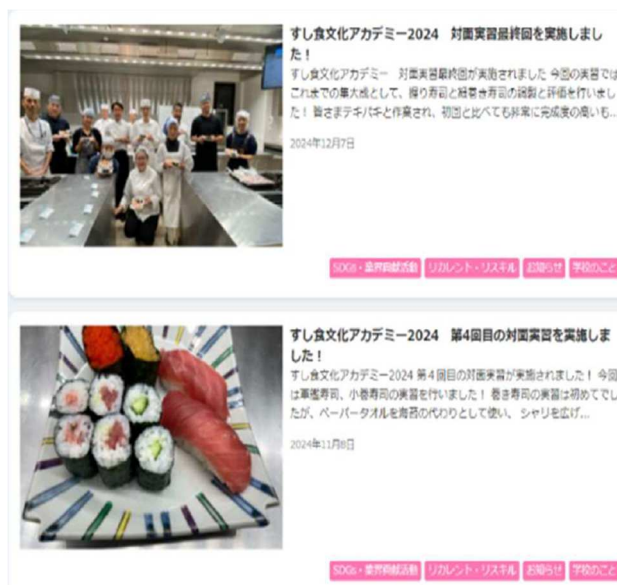 すし食文化アカデミー2024 対面実習最終回を実施しまし
た！
すし食文化アカデミー 対面実習最終回が実施されました 今回の実習では
これまでの集大成として、握り寿司と細巻き寿司の調製と評価を行いまし
た！ 皆さまテキパキと作業され、初回と比べても非常に完成度の高いも...
2024年12月7日
SDGs・業界貢献活動 リカレント・リスキル お知らせ 学校のこと
すし食文化アカデミー2024 第4回目の対面実習を実施しま
した！
すし食文化アカデミー2024 第4回目の対面実習が実施されました！ 今回
は軍艦寿司、小巻寿司の実習を行いました！ 巻き寿司の実習は初めてでし
たが、ペーパータオルを海苔の代わりとして使い、 シャリを広げ...
2024年11月8日
SDGs・業界貢献活動 リカレント・リスキル お知らせ 学校のこと